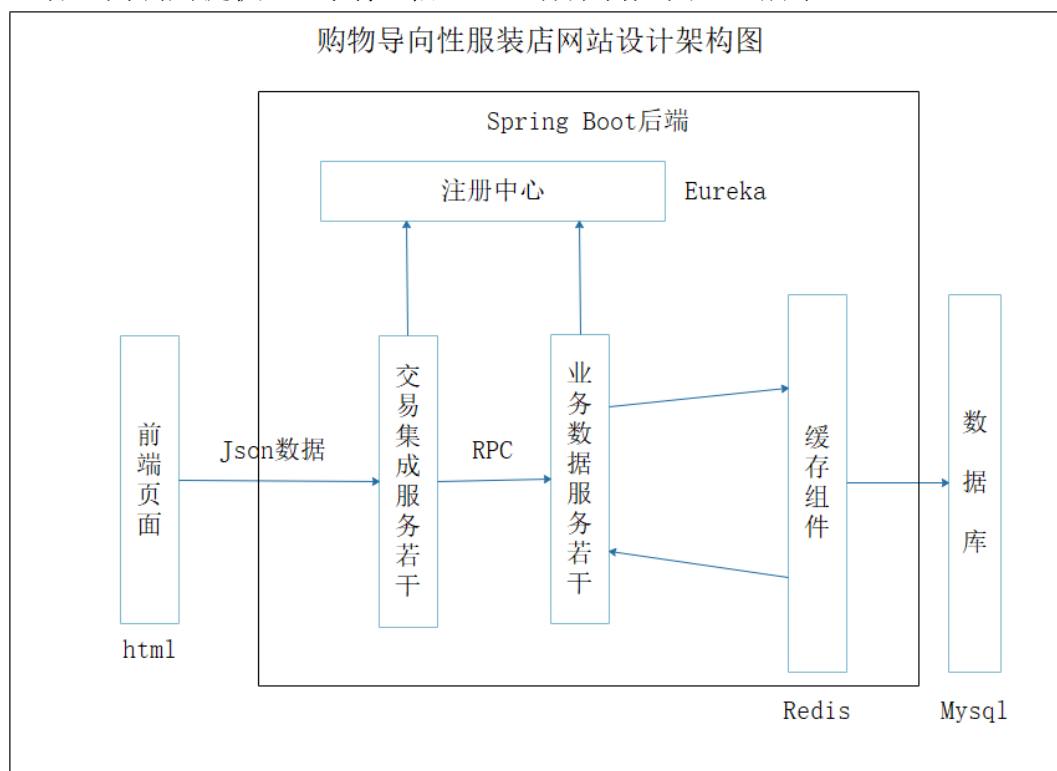 购物导向性服装店网站设计架构图
Spring Boot后端
注册中心
Eureka
前端页面
html
Json数据
交易集成服务若干
RPC
业务数据服务若干
缓存组件
Redis
数据库
Mysql